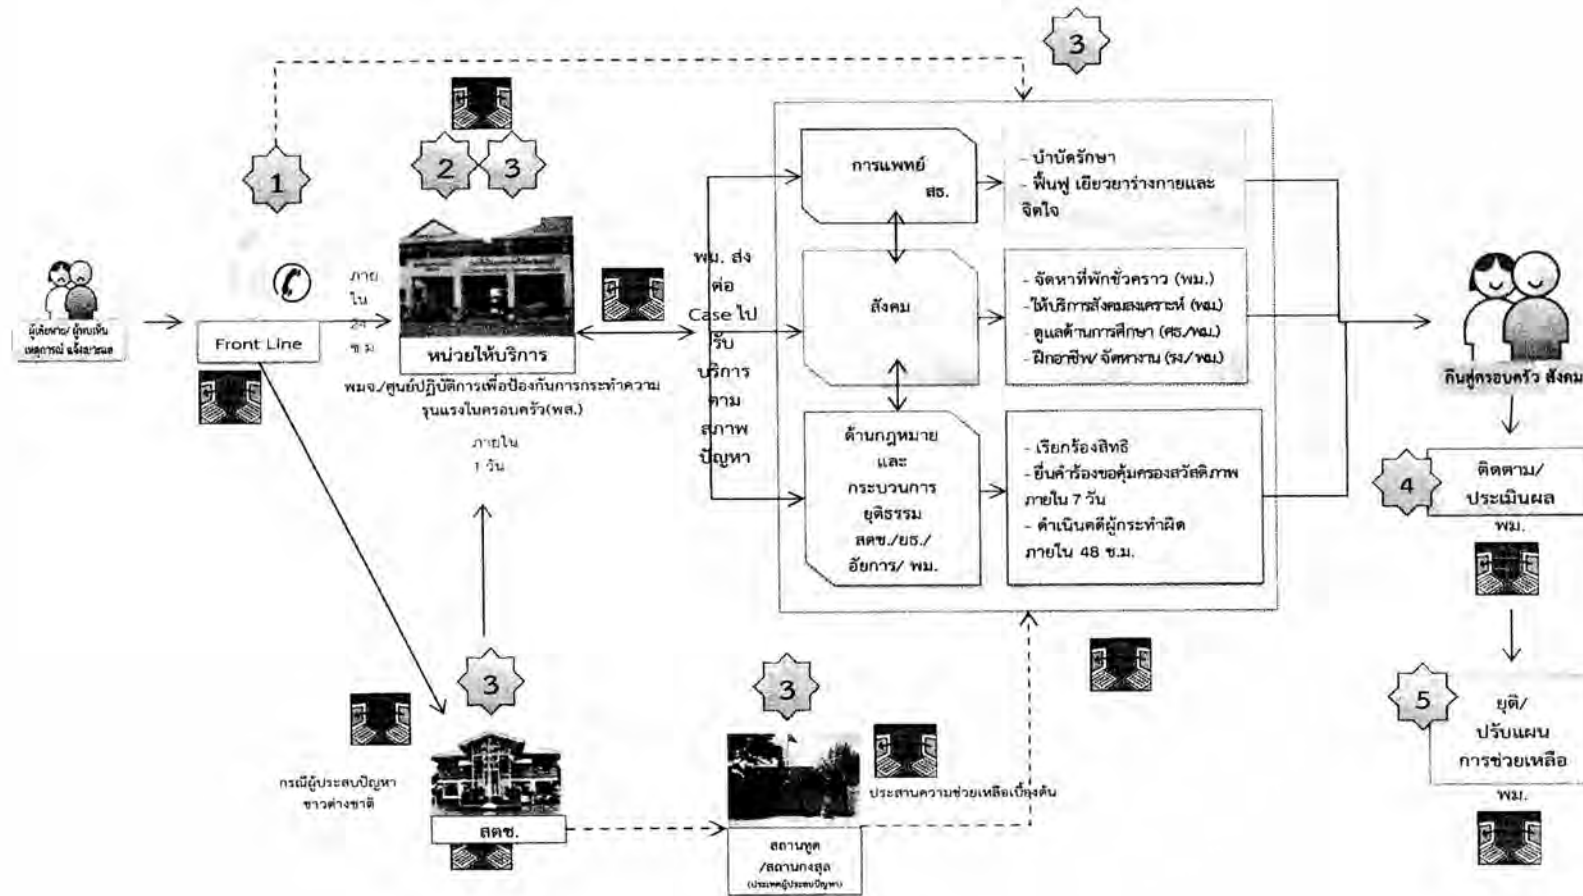 3
1
2
3
ภาย
ใน
24
ช.ม
Front Line
หน่วยให้บริการ
พมจ./ศูนย์ปฏิบัติการเพื่อป้องกันการกระทำความ
รุนแรงในครอบครัว(พส.)
ภายใน
1 วัน
พม. ส่ง
ต่อ
Case ไป
รับ
บริการ
ตาม
สภาพ
ปัญหา
การแพทย์
สธ.
- บำบัดรักษา
- ฟื้นฟู เยียวยาร่างกายและ
จิตใจ
สังคม
- จัดหาที่พักชั่วคราว (พม.)
- ให้บริการสังคมสงเคราะห์ (พม)
- ดูแลด้านการศึกษา (ศธ./พม.)
- ฝึกอาชีพ/ จัดหางาน (รง./ พม.)
ด้านกฎหมาย
และ
กระบวนการ
ยุติธรรม
สตช./ยธ./
อัยการ/ พม.
- เรียกร้องสิทธิ
- ยื่นคำร้องขอคุ้มครองสวัสดิภาพ
ภายใน 7 วัน
- ดำเนินคดีผู้กระทำผิด
ภายใน 48 ช.ม.
คืนสู่ครอบครัว สังคม
4
ติดตาม/
ประเมินผล
พม.
5
ยุติ/
ปรับแผน
การช่วยเหลือ
พม.
3
กรณีผู้ประสบปัญหา
ชาวต่างชาติ
สตช.
3
ประสานความช่วยเหลือเบื้องต้น
สถานทูต
/สถานกงสุล
(ประเทศผู้ประสบปัญหา)